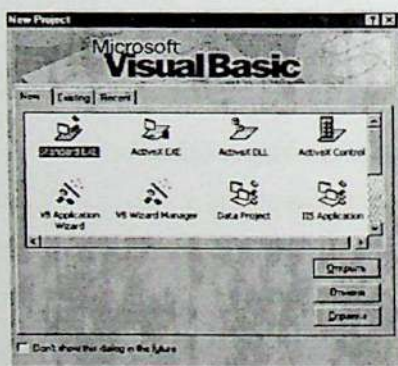 New Project
Microsoft
Visual Basic
New Existing Recent
Standard EXE ActiveX EXE ActiveX DLL ActiveX Control
VB Application Wizard VB Wizard Manager Data Project IIS Application
Открыть
Отмена
Справка
Don't show this dialog in the future